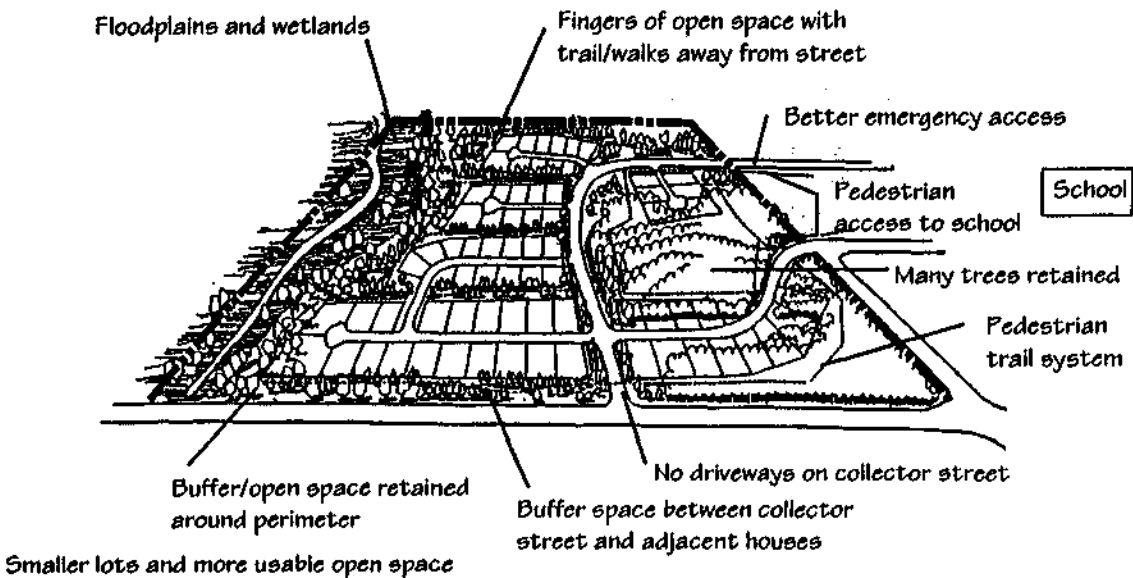 Floodplains and wetlands
Fingers of open space with
trail/walks away from street
Better emergency access
School
Pedestrian
access to school
Many trees retained
Pedestrian
trail system
No driveways on collector street
Buffer/open space retained
around perimeter
Buffer space between collector
street and adjacent houses
Smaller lots and more usable open space